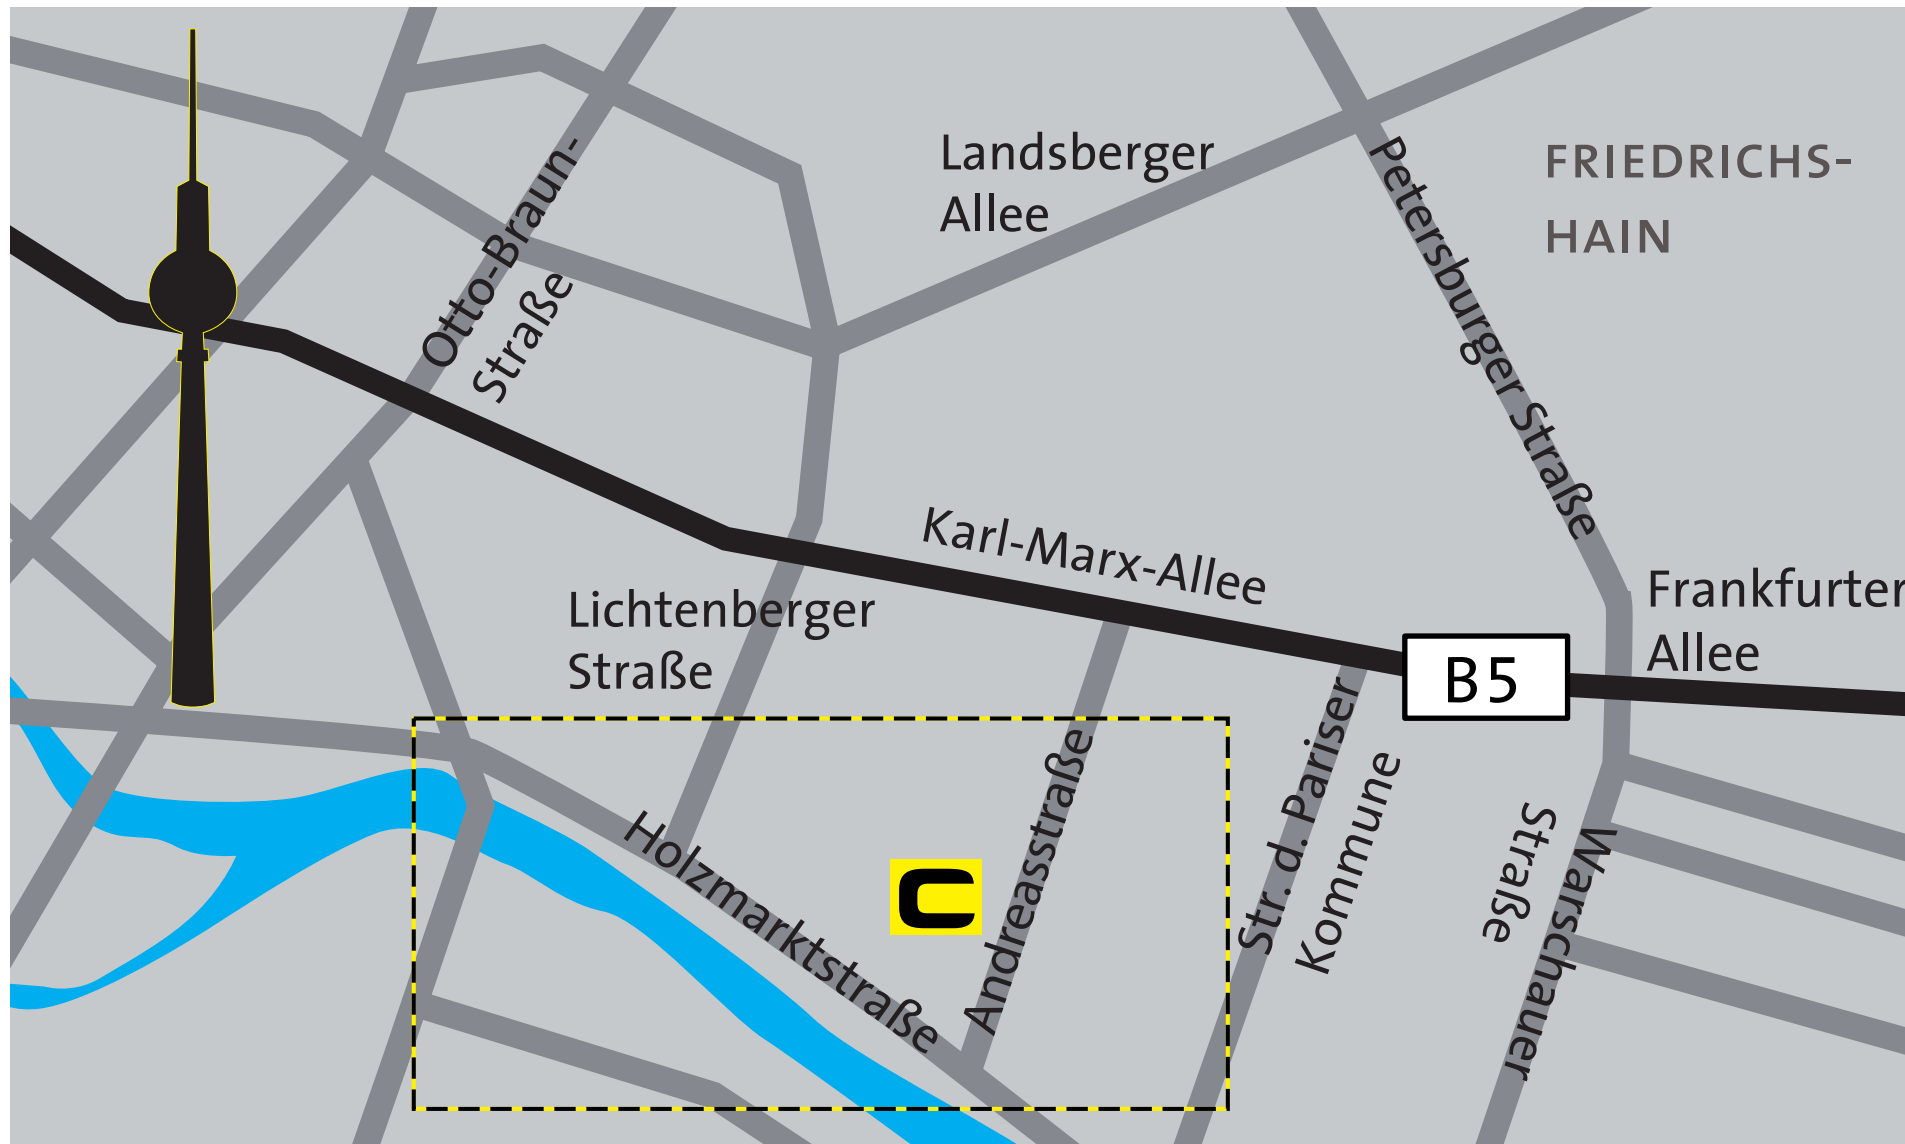 Landsberger
Allee
FRIEDRICHS-
HAIN
Otto-Braun-
Straße
Petersburger Straße
Karl-Marx-Allee
Frankfurter
Allee
Lichtenberger
Straße
B5
Holzmarktstraße
C
Andreasstraße
Str. d. Pariser
Kommune
Warschauer
Straße